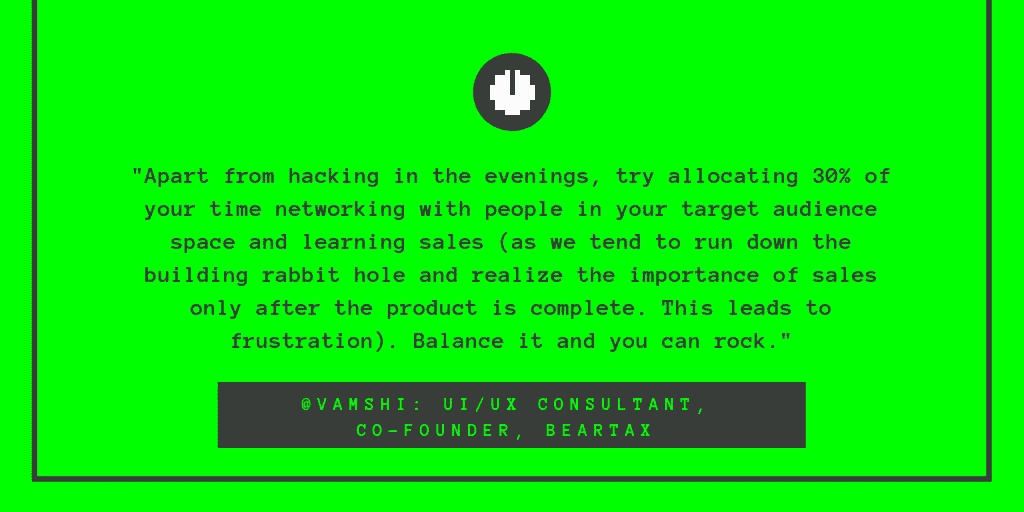 "Apart from hacking in the evenings, try allocating 30% of
your time networking with people in your target audience
space and learning sales (as we tend to run down the
building rabbit hole and realize the importance of sales
only after the product is complete. This leads to
frustration). Balance it and you can rock."
@VAMSHI: UI/UX CONSULTANT,
CO-FOUNDER, BEARTAX